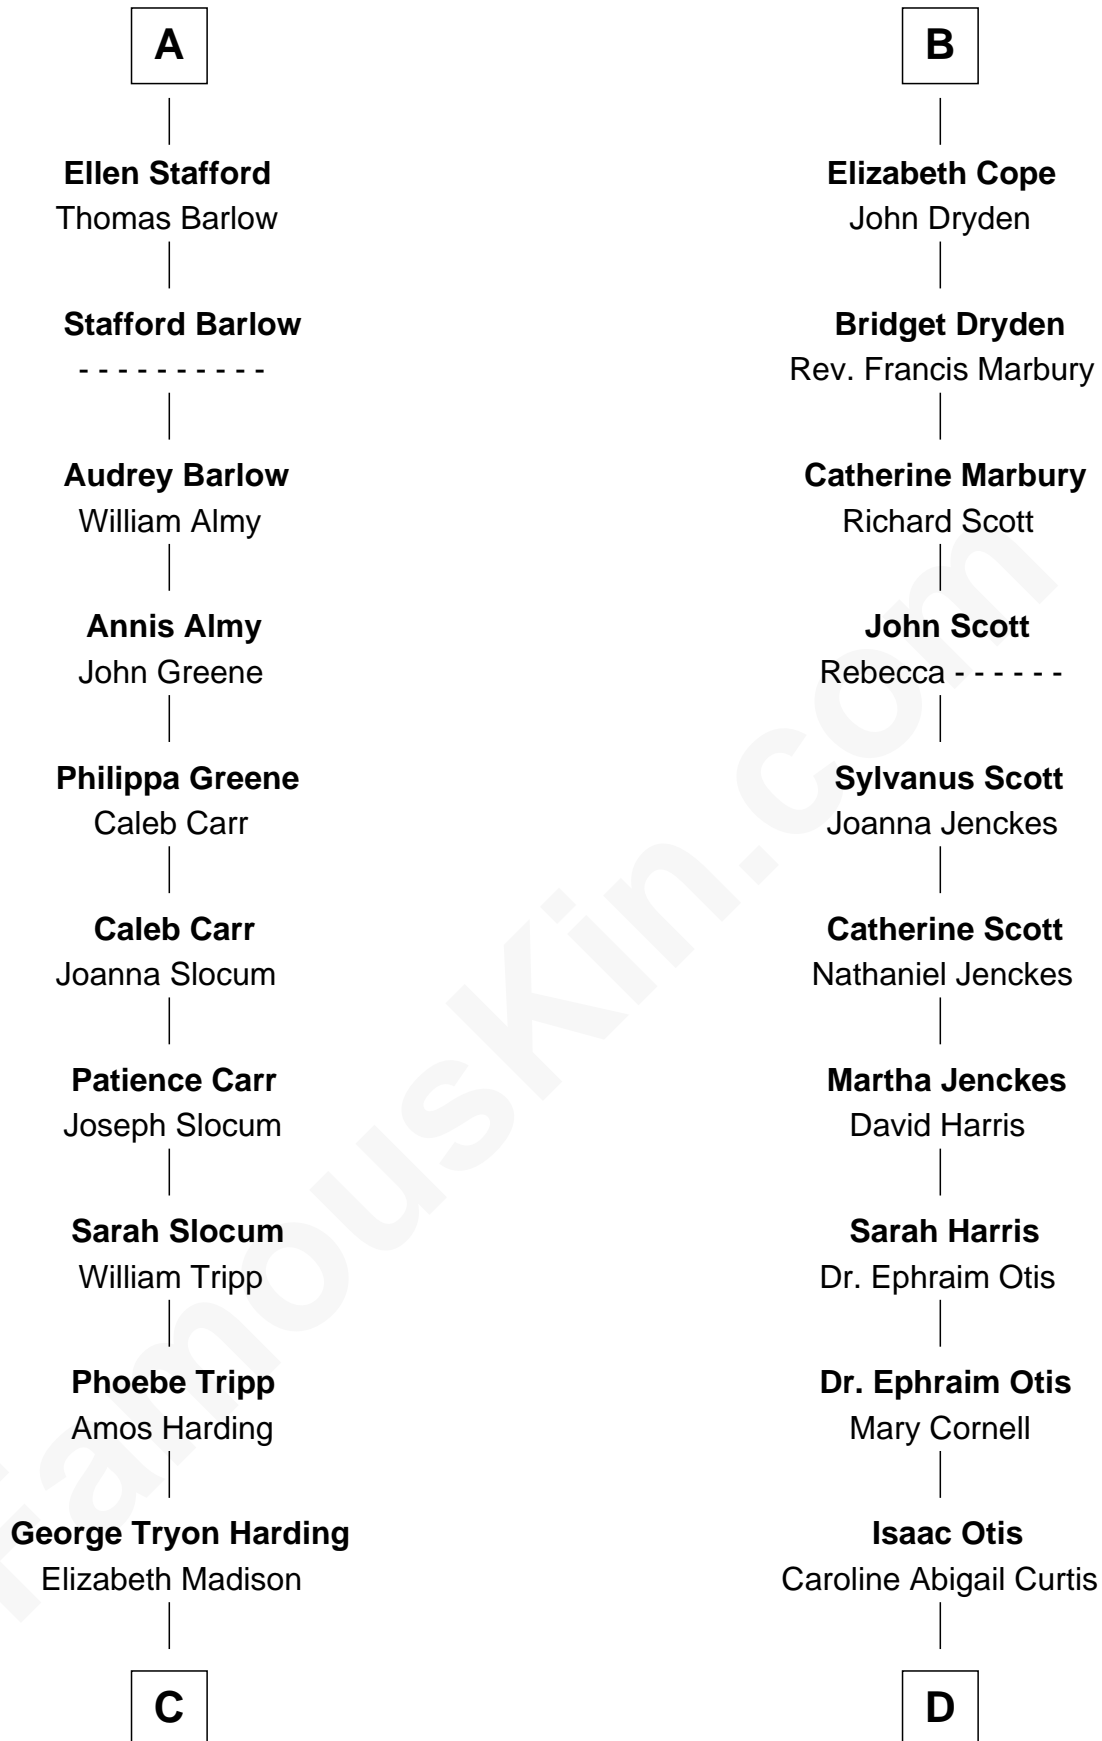 A
Ellen Stafford
Thomas Barlow
Stafford Barlow
- - - - - - - - - -
Audrey Barlow
William Almy
Annis Almy
John Greene
Philippa Greene
Caleb Carr
Caleb Carr
Joanna Slocum
Patience Carr
Joseph Slocum
Sarah Slocum
William Tripp
Phoebe Tripp
Amos Harding
George Tryon Harding
Elizabeth Madison
C
B
Elizabeth Cope
John Dryden
Bridget Dryden
Rev. Francis Marbury
Catherine Marbury
Richard Scott
John Scott
Rebecca - - - - - -
Sylvanus Scott
Joanna Jenckes
Catherine Scott
Nathaniel Jenckes
Martha Jenckes
David Harris
Sarah Harris
Dr. Ephraim Otis
Dr. Ephraim Otis
Mary Cornell
Isaac Otis
Caroline Abigail Curtis
D
FamousKin.com